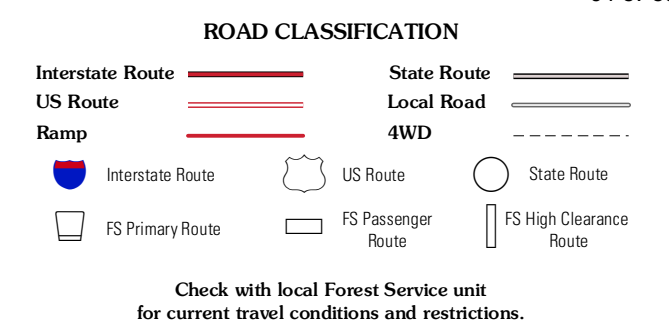 ROAD CLASSIFICATION
Interstate Route
State Route
US Route
Local Road
Ramp
4WD
Interstate Route
US Route
State Route
FS Primary Route
FS Passenger
Route
FS High Clearance
Route
Check with local Forest Service unit
for current travel conditions and restrictions.